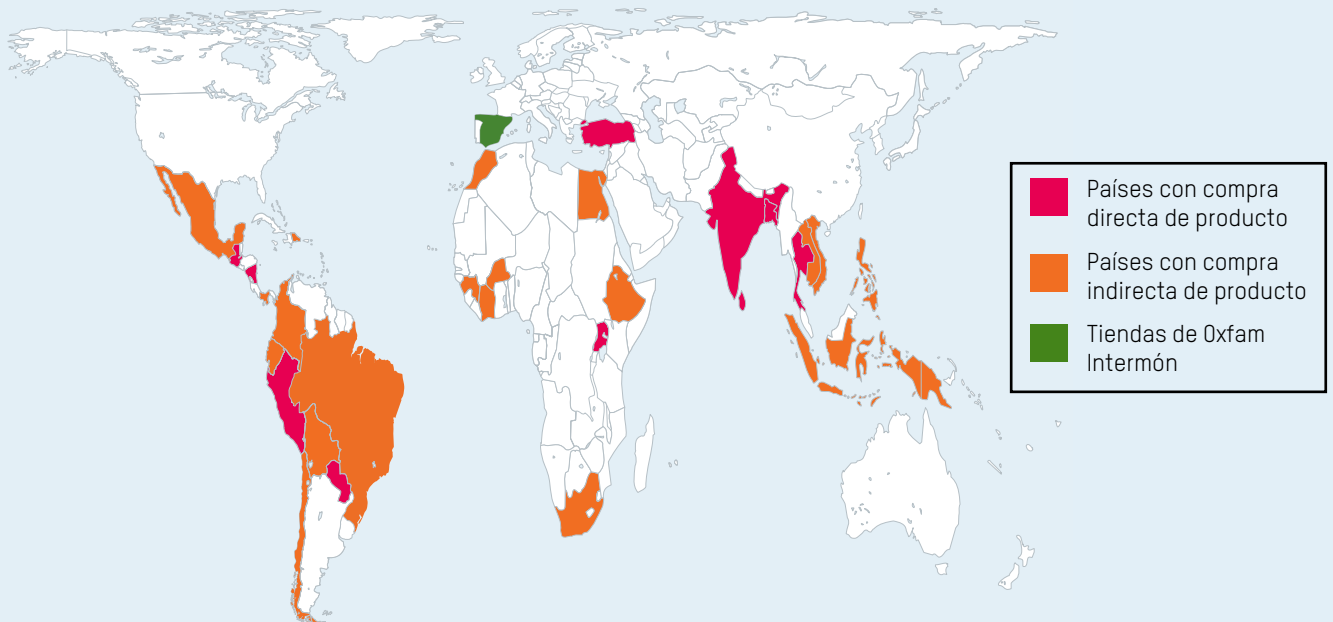 Países con compra
directa de producto
Países con compra
indirecta de producto
Tiendas de Oxfam
Intermón